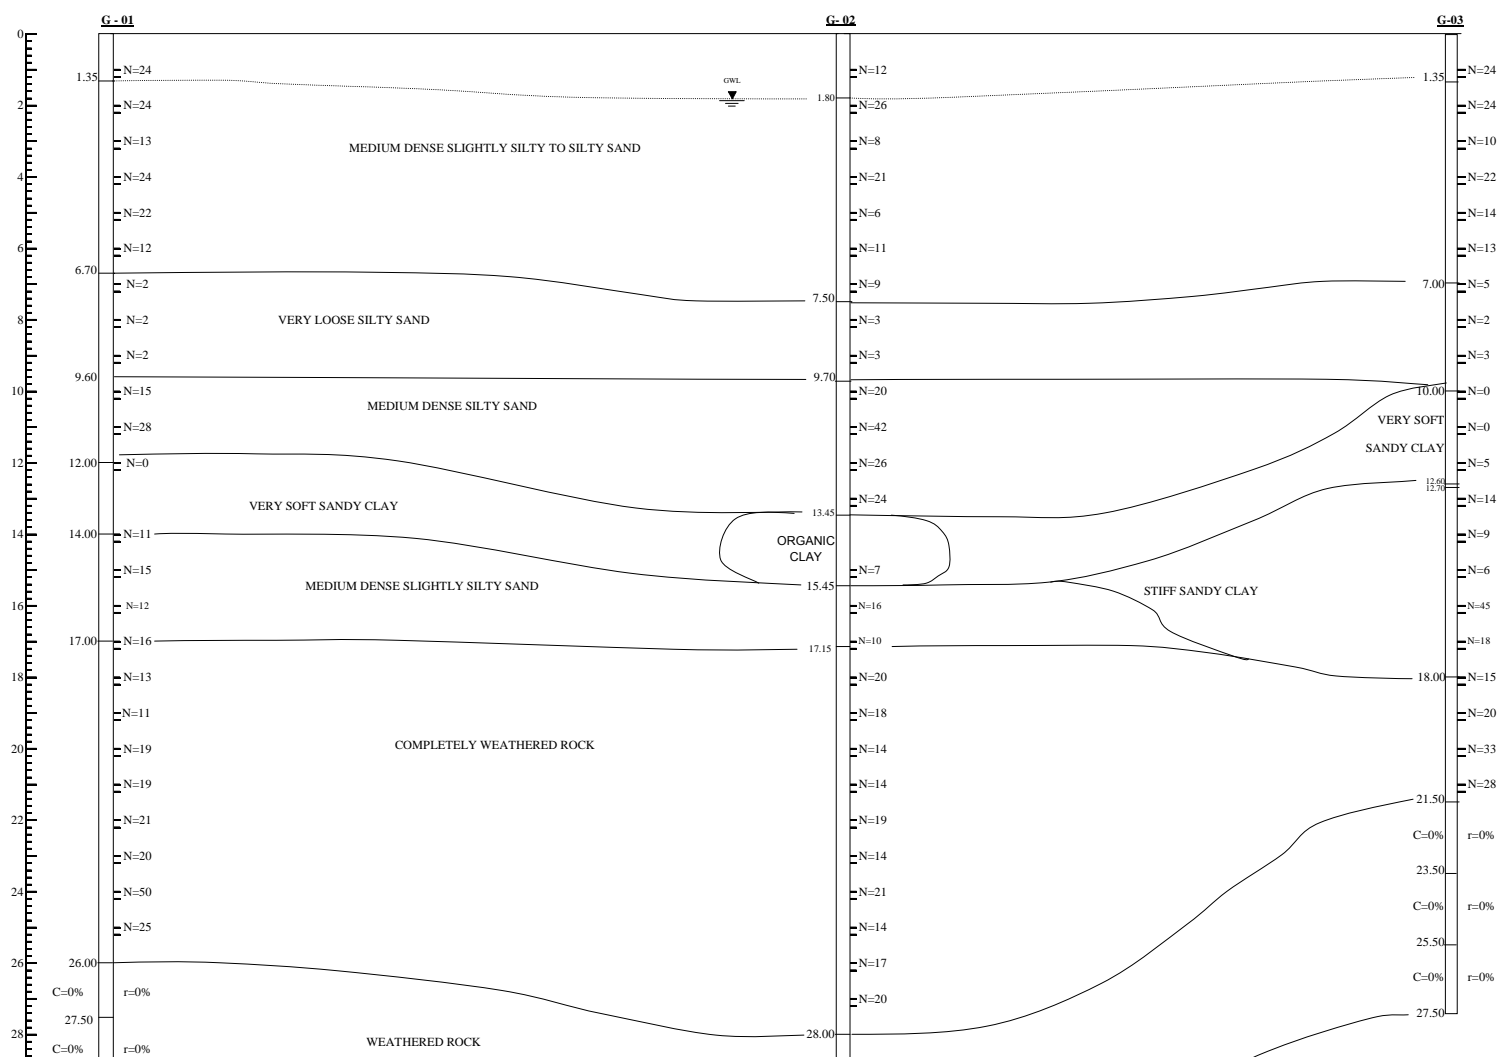 G - 01 G- 02 G-03
0
N=24 N=12 N=24
1.35 GWL 1.80 1.35
2 N=24 N=26 N=24
N=13 MEDIUM DENSE SLIGHTLY SILTY TO SILTY SAND N=8 N=10
4 N=24 N=21 N=22
N=22 N=6 N=14
6 N=12 N=11 N=13
6.70 N=2 7.50 N=9 7.00 N=5
8 N=2 VERY LOOSE SILTY SAND N=3 N=2
N=2 N=3 N=3
9.60 9.70
10 N=15 N=20 10.00 N=0
MEDIUM DENSE SILTY SAND
N=28 N=42 VERY SOFT N=0
SANDY CLAY
12 12.00 N=0 N=26 N=5
12.60
12.70
VERY SOFT SANDY CLAY N=24 N=14
13.45
14 14.00 N=11 ORGANIC N=9
CLAY
N=15 N=7 N=6
MEDIUM DENSE SLIGHTLY SILTY SAND 15.45 STIFF SANDY CLAY
16 N=12 N=16 N=45
17.00 N=16 17.15 N=10 N=18
18 N=13 N=20 18.00 N=15
N=11 N=18 N=20
20 N=19 COMPLETELY WEATHERED ROCK N=14 N=33
N=19 N=14 N=28
21.50
22 N=21 N=19 C=0% r=0%
N=20 N=14 23.50
24 N=50 N=21 C=0% r=0%
N=25 N=14 25.50
26 26.00 N=17 C=0% r=0%
C=0% r=0% N=20
27.50 27.50
28 28.00
C=0% r=0% WEATHERED ROCK